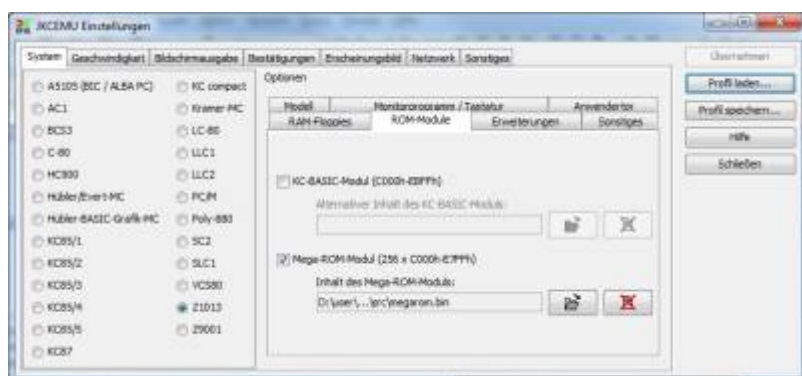 JKCEMU Einstellungen
System Geschwindigkeit Bildschirmausgabe Bestätigungen Erscheinungsbild Netzwerk Sonstiges
A5105 (BIC / ALBA PC)
AC1
BCS3
C-80
HC900
Hübler/Evert-MC
Hübler-BASIC-Grafik-MC
KC85/1
KC85/2
KC85/3
KC85/4
KC85/5
KC87
KC compact
Kramer-MC
LC-80
LLC1
LLC2
PC/M
Poly-880
SC2
SLC1
VCS80
Z1013
Z9001
Optionen
Modell Monitorprogramm / Tastatur Anwendertor
RAM-Floppies ROM-Module Erweiterungen Sonstiges
KC-BASIC-Modul (C000h-EBFFh)
Alternativer Inhalt des KC-BASIC-Moduls:
Mega-ROM-Modul (256 x C000h-E7FFh)
Inhalt des Mega-ROM-Moduls:
D:\user\...\src\megarom.bin
Übernehmen
Profil laden...
Profil speichern...
Hilfe
Schließen